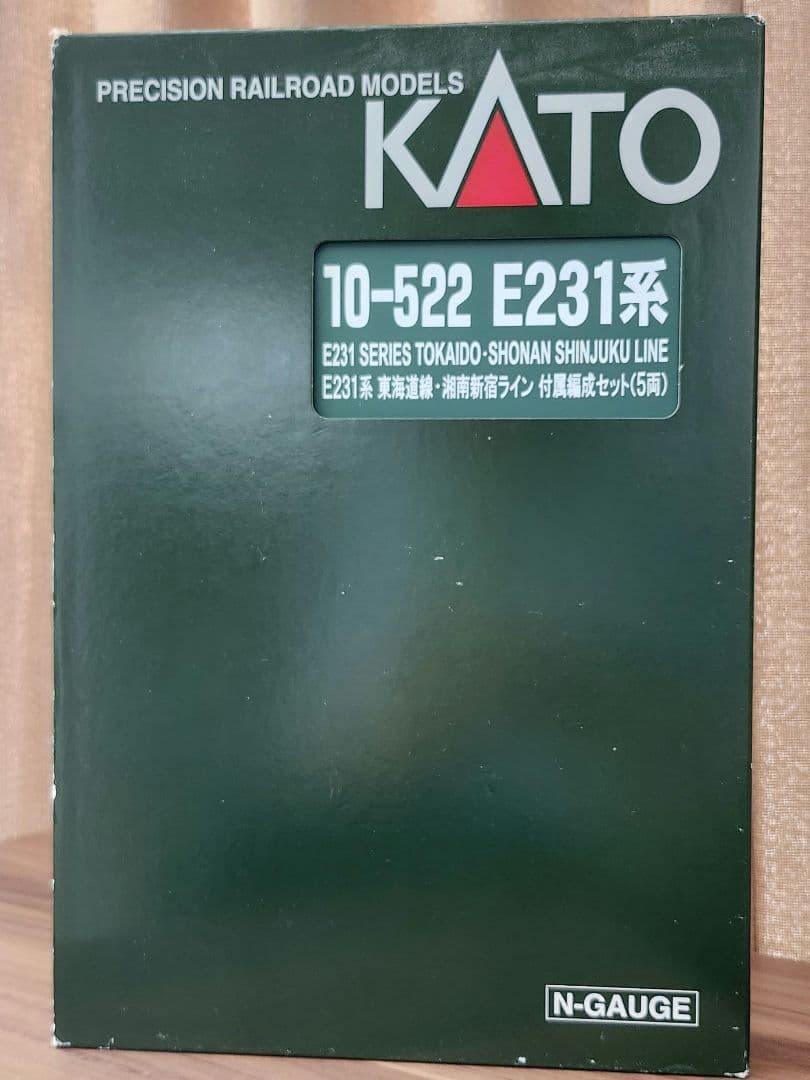 PRECISION RAILROAD MODELS
KATO
10-522 E231系
E231 SERIES TOKAIDO・SHONAN SHINJUKU LINE
E231系 東海道線・湘南新宿ライン 付属編成セット(5両)
N-GAUGE